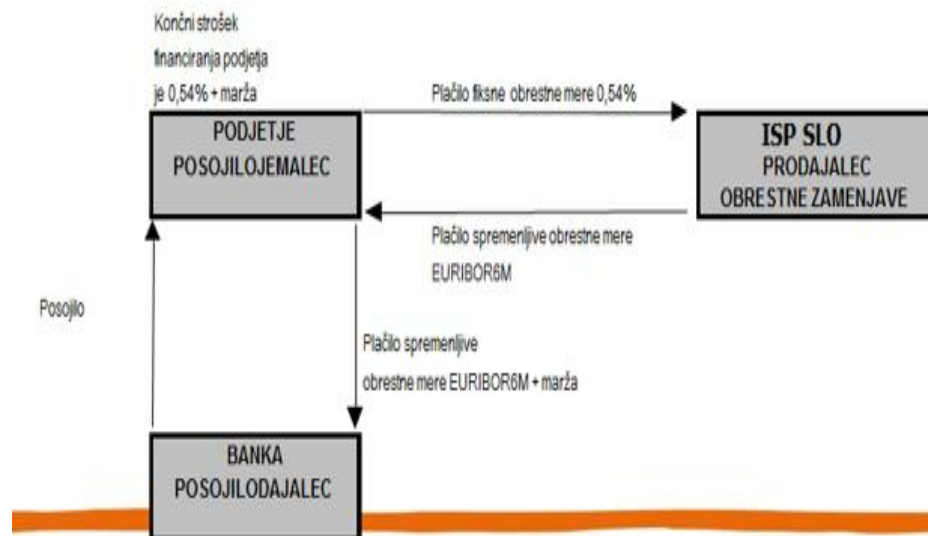 Končni strošek
financiranja podjetja
je 0,54% + marža
Plačilo fiksne obrestne mere 0,54%
PODJETJE
POSOJILOJEMALEC
ISP SLO
PRODAJALEC
OBRESTNE ZAMENJAVE
Plačilo spremenljive obrestne mere
EURIBOR6M
Posojilo
Plačilo spremenljive
obrestne mere EURIBOR6M + marža
BANKA
POSOJILODAJALEC